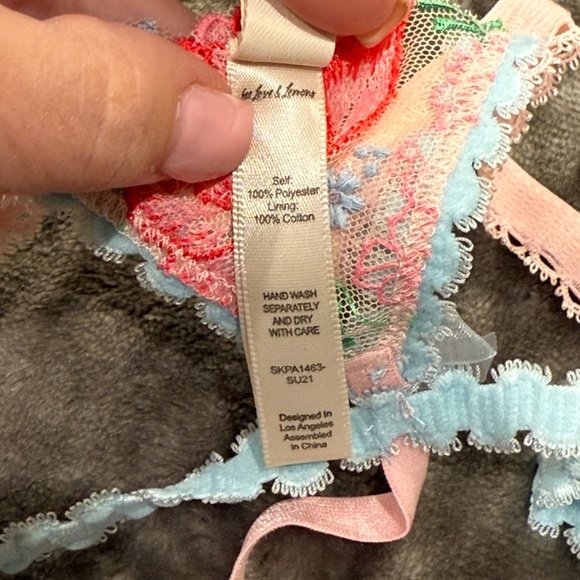 for Love & Lemons
Self:
100% Polyester
Lining:
100% Cotton
HAND WASH
SEPARATELY
AND DRY
WITH CARE
SKPA1463-
SU21
Designed in
Los Angeles
Assembled
in China